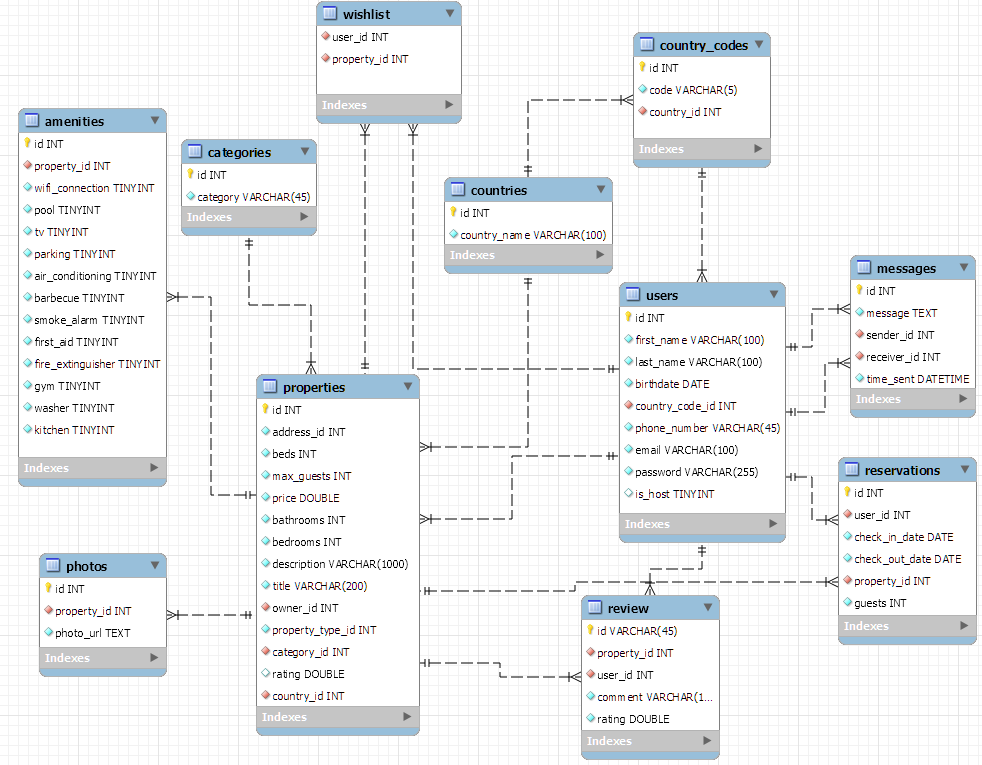 wishlist
user_id INT
property_id INT
Indexes
country_codes
id INT
code VARCHAR(5)
country_id INT
Indexes
amenities
id INT
property_id INT
wifi_connection TINYINT
pool TINYINT
tv TINYINT
parking TINYINT
air_conditioning TINYINT
barbecue TINYINT
smoke_alarm TINYINT
first_aid TINYINT
fire_extinguisher TINYINT
gym TINYINT
washer TINYINT
kitchen TINYINT
Indexes
categories
id INT
category VARCHAR(45)
Indexes
countries
id INT
country_name VARCHAR(100)
Indexes
users
id INT
first_name VARCHAR(100)
last_name VARCHAR(100)
birthdate DATE
country_code_id INT
phone_number VARCHAR(45)
email VARCHAR(100)
password VARCHAR(255)
is_host TINYINT
Indexes
messages
id INT
message TEXT
sender_id INT
receiver_id INT
time_sent DATETIME
Indexes
properties
id INT
address_id INT
beds INT
max_guests INT
price DOUBLE
bathrooms INT
bedrooms INT
description VARCHAR(1000)
title VARCHAR(200)
owner_id INT
property_type_id INT
category_id INT
rating DOUBLE
country_id INT
Indexes
reservations
id INT
user_id INT
check_in_date DATE
check_out_date DATE
property_id INT
guests INT
Indexes
photos
id INT
property_id INT
photo_url TEXT
Indexes
review
id VARCHAR(45)
property_id INT
user_id INT
comment VARCHAR(1...
rating DOUBLE
Indexes